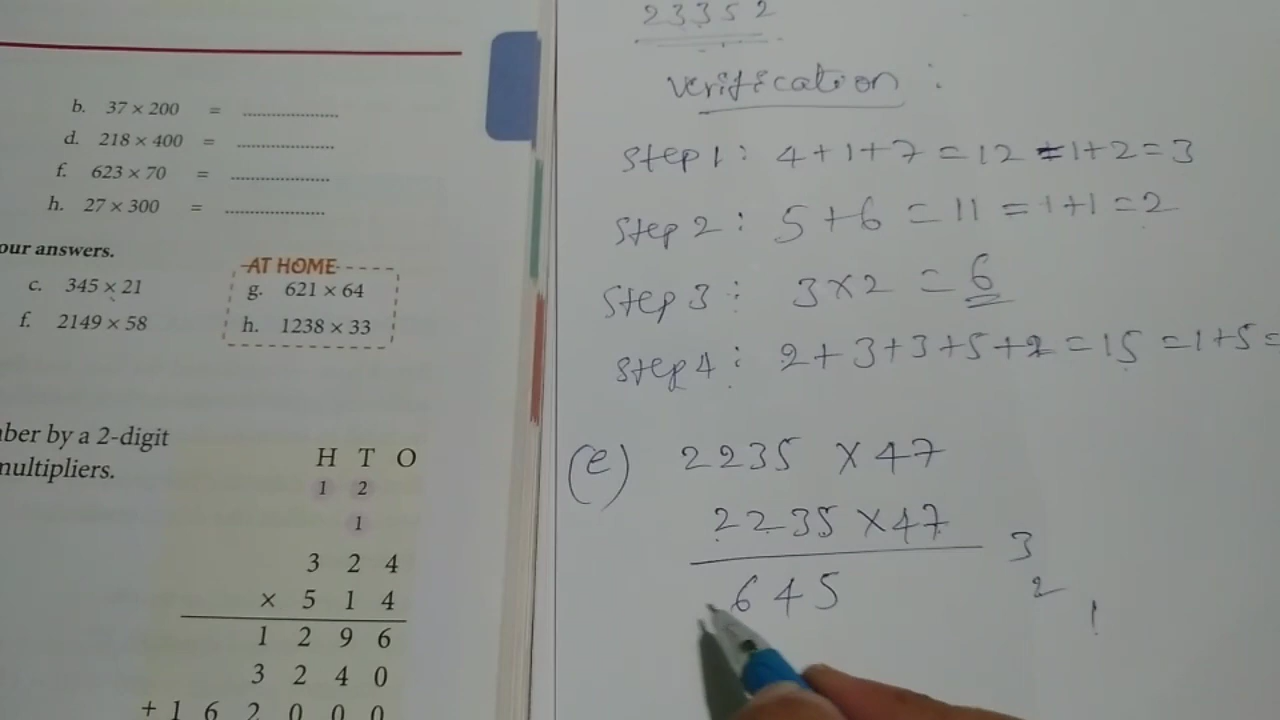 b. 37 × 200 = ....................
d. 218 × 400 = ....................
f. 623 × 70 = ....................
h. 27 × 300 = ....................
our answers.
c. 345 × 21
f. 2149 × 58
AT HOME
g. 621 × 64
h. 1238 × 33
ber by a 2-digit
multipliers.
H T O
1 2
1
3 2 4
× 5 1 4
1 2 9 6
3 2 4 0
+ 1 6 2 0 0 0
23352
Verification :
Step 1 : 4+1+7 = 12 = 1+2 = 3
Step 2 : 5+6 = 11 = 1+1 = 2
Step 3 : 3×2 = 6
Step 4 : 2+3+3+5+2 = 15 = 1+5 =
(e) 2235 × 47
2235 × 47
645
3
2
1